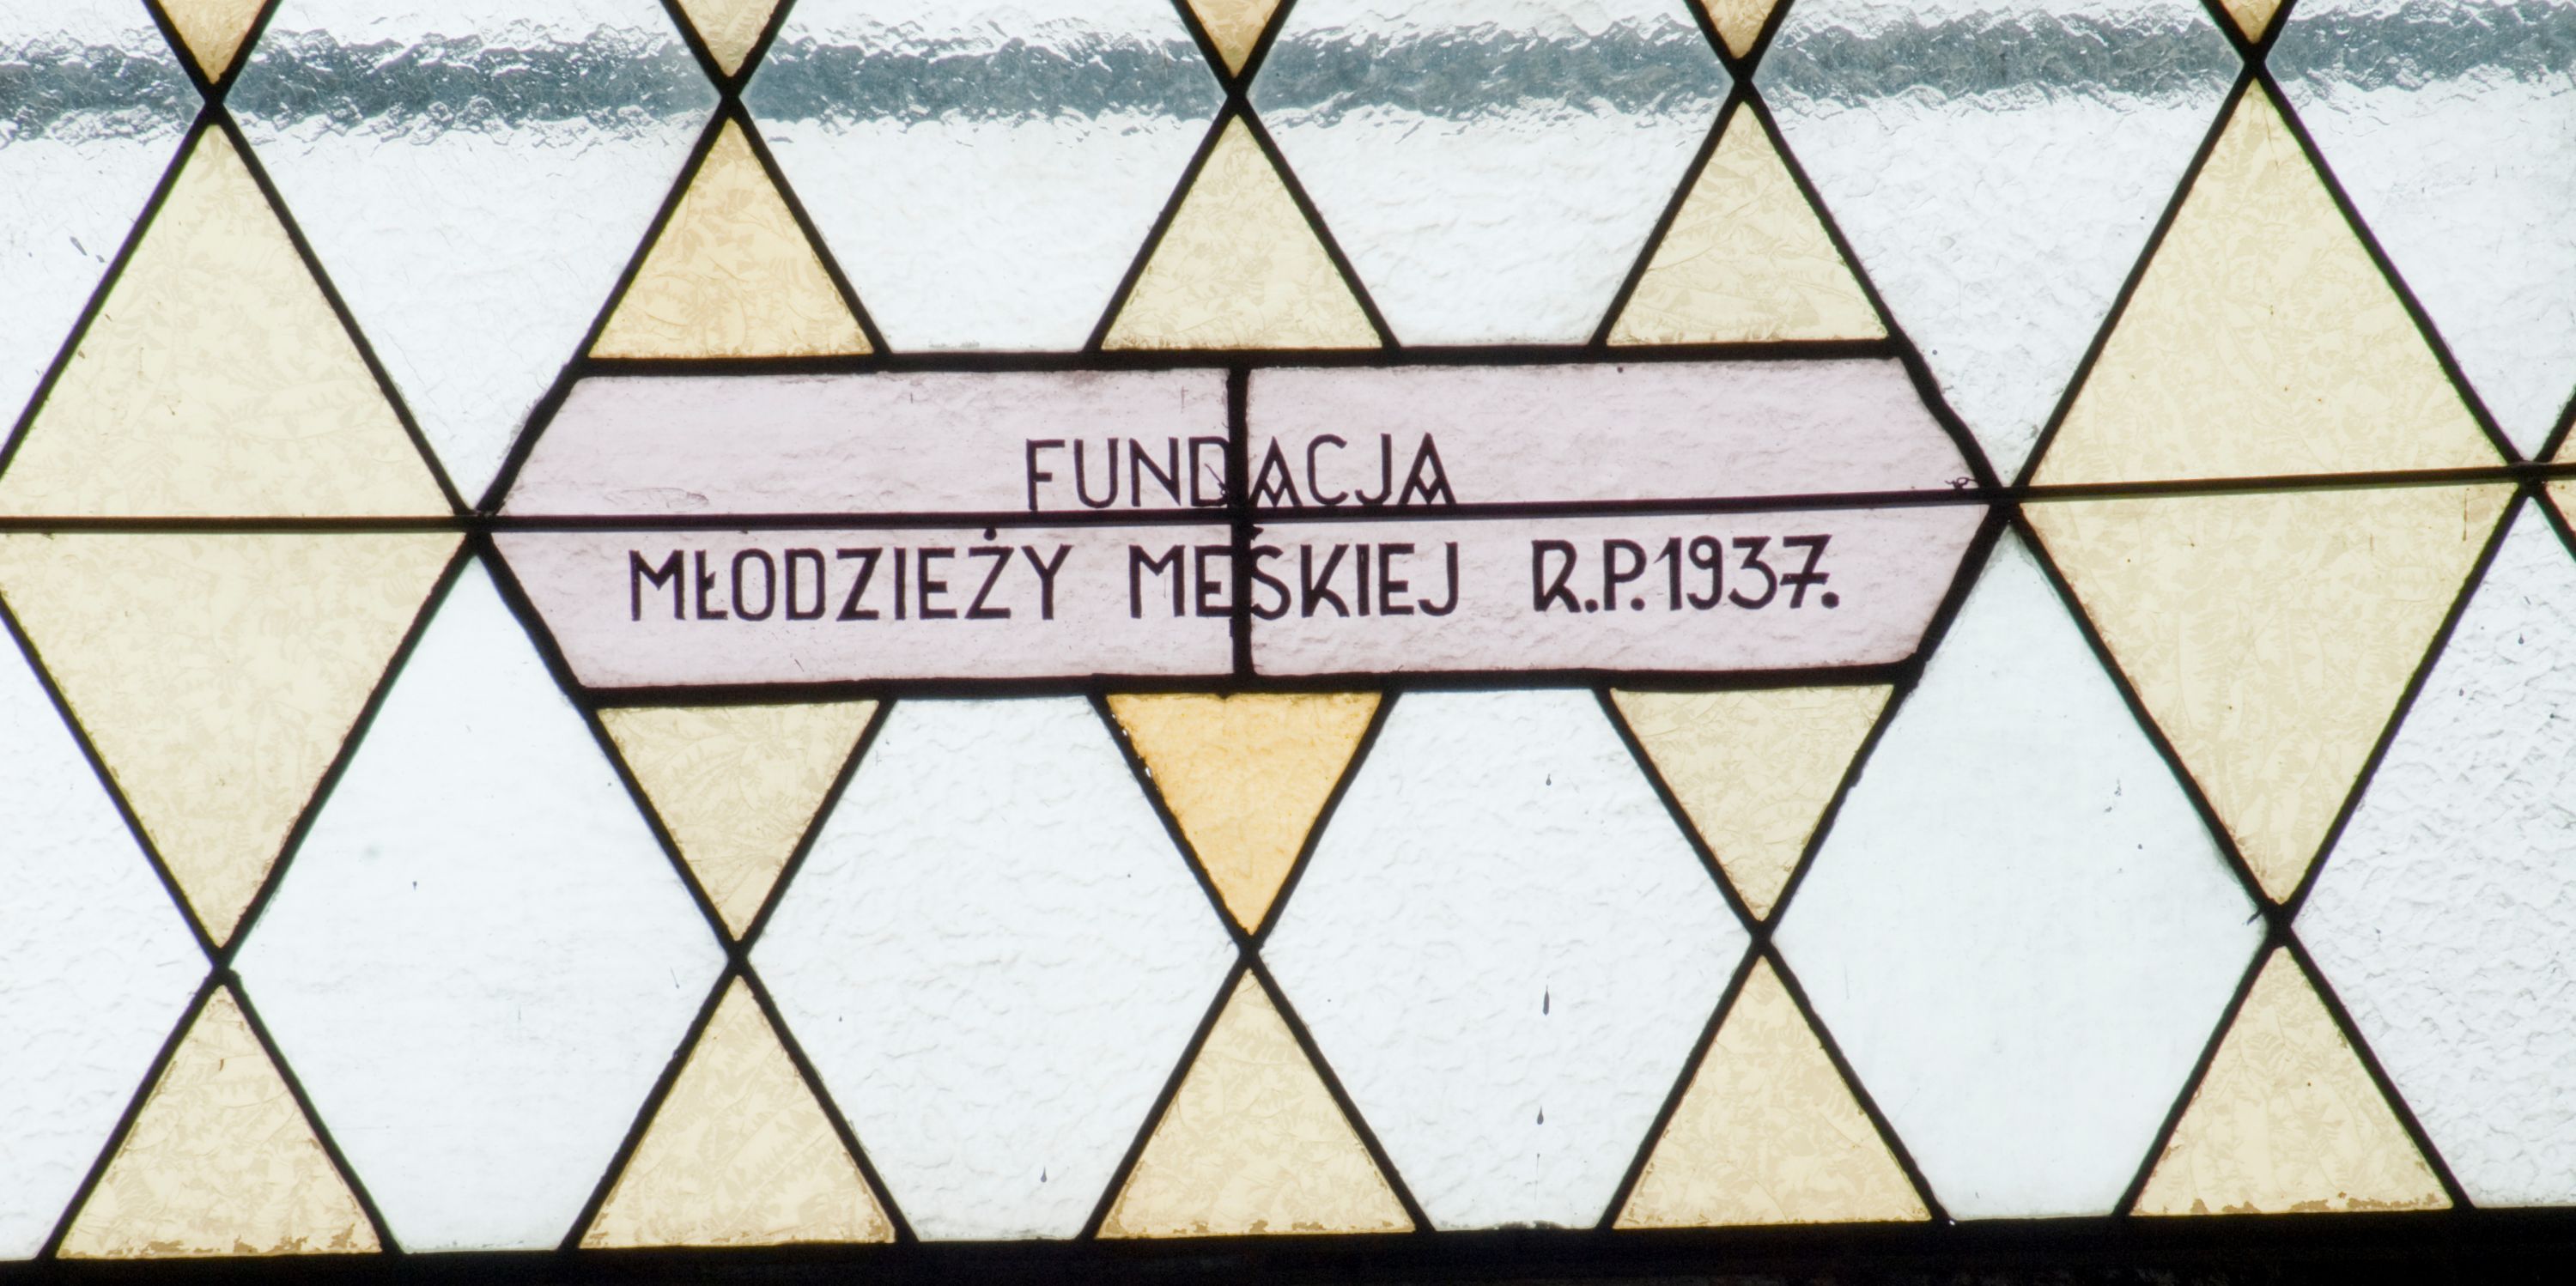 FUNDACJA
MŁODZIEŻY MĘSKIEJ R.P.1937.